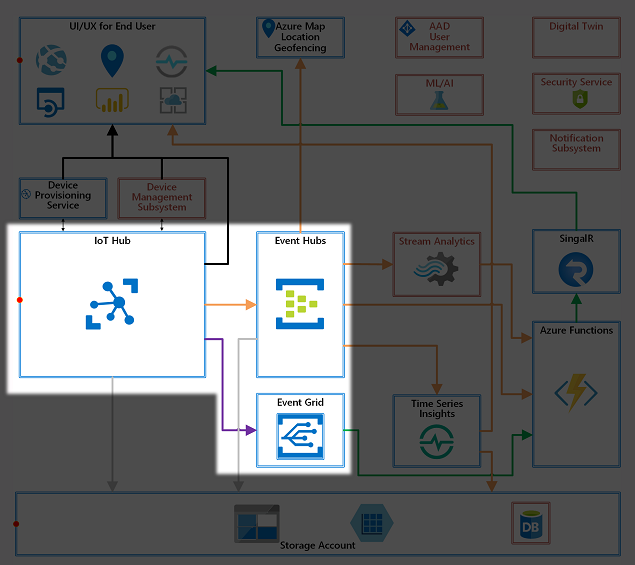 UI/UX for End User
Azure Map
Location
Geofencing
AAD
User
Management
Digital Twin
ML/AI
Security Service
Notification
Subsystem
Device
Provisioning
Service
Device
Management
Subsystem
IoT Hub
Event Hubs
Stream Analytics
SingalR
Azure Functions
Event Grid
Time Series
Insights
DB
Storage Account